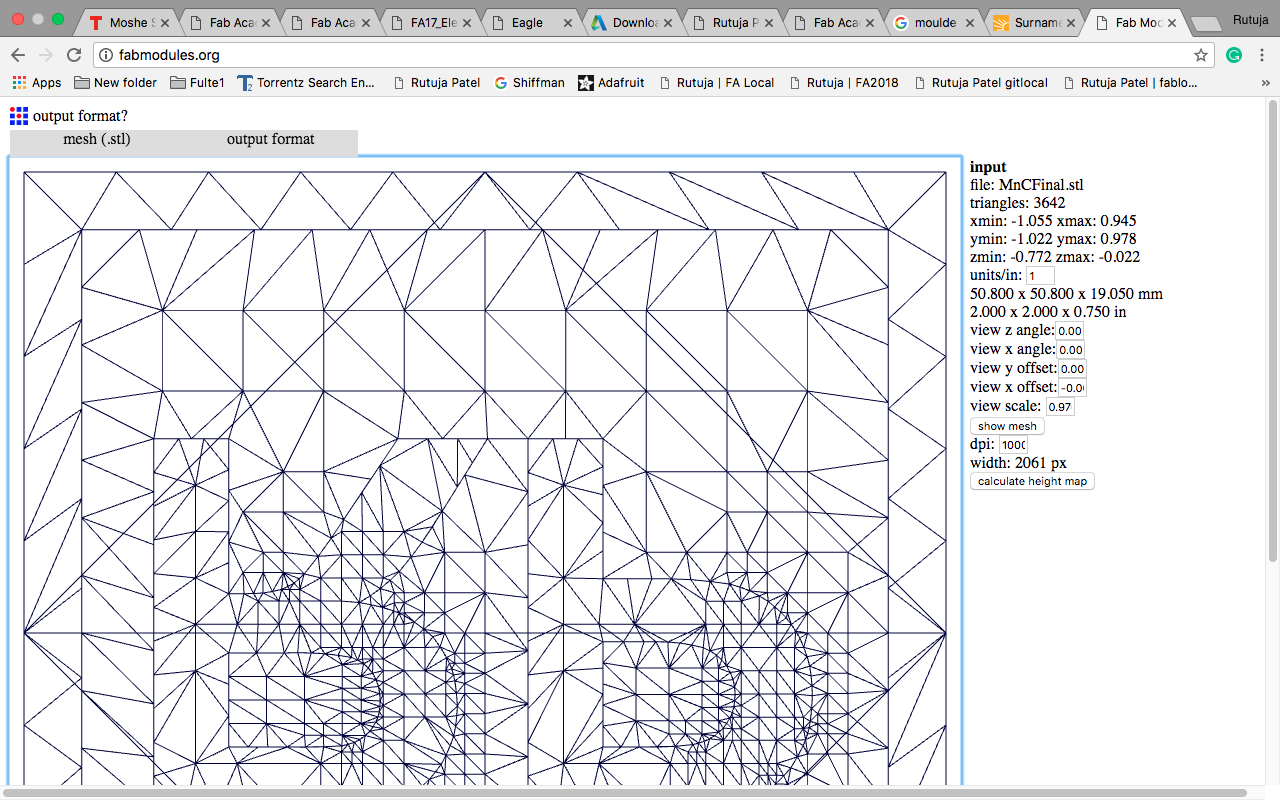 Moshe S
Fab Aca
Fab Aca
FA17_Ele
Eagle
Downloa
Rutuja P
Fab Aca
moulde
Surname
Fab Mod
Rutuja
fabmodules.org
Apps
New folder
Fulte1
Torrentz Search En...
Rutuja Patel
Shiffman
Adafruit
Rutuja | FA Local
Rutuja | FA2018
Rutuja Patel gitlocal
Rutuja Patel | fablo...
»
output format?
mesh (.stl)
output format
input
file: MnCFinal.stl
triangles: 3642
xmin: -1.055 xmax: 0.945
ymin: -1.022 ymax: 0.978
zmin: -0.772 zmax: -0.022
units/in: 1
50.800 x 50.800 x 19.050 mm
2.000 x 2.000 x 0.750 in
view z angle: 0.00
view x angle: 0.00
view y offset: 0.00
view x offset: -0.0
view scale: 0.97
show mesh
dpi: 1000
width: 2061 px
calculate height map